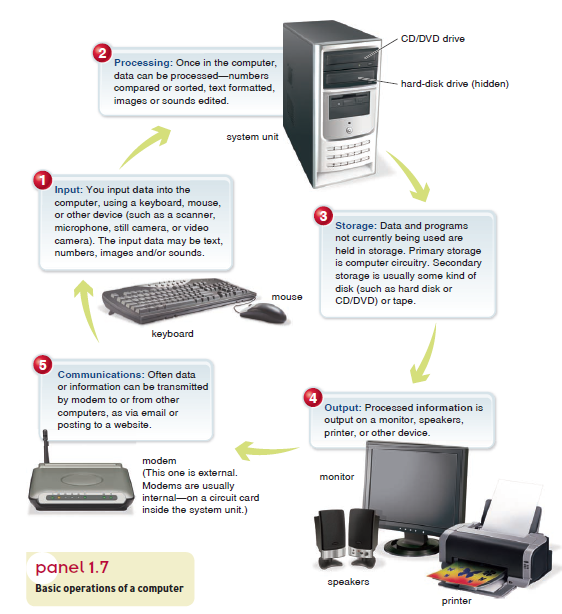 CD/DVD drive
2
Processing: Once in the computer,
data can be processed—numbers
compared or sorted, text formatted,
images or sounds edited.
hard-disk drive (hidden)
system unit
1
Input: You input data into the
computer, using a keyboard, mouse,
or other device (such as a scanner,
microphone, still camera, or video
camera). The input data may be text,
numbers, images and/or sounds.
3
Storage: Data and programs
not currently being used are
held in storage. Primary storage
is computer circuitry. Secondary
storage is usually some kind of
disk (such as hard disk or
CD/DVD) or tape.
mouse
keyboard
5
Communications: Often data
or information can be transmitted
by modem to or from other
computers, as via email or
posting to a website.
4
Output: Processed information is
output on a monitor, speakers,
printer, or other device.
modem
(This one is external.
Modems are usually
internal—on a circuit card
inside the system unit.)
monitor
speakers
printer
panel 1.7
Basic operations of a computer